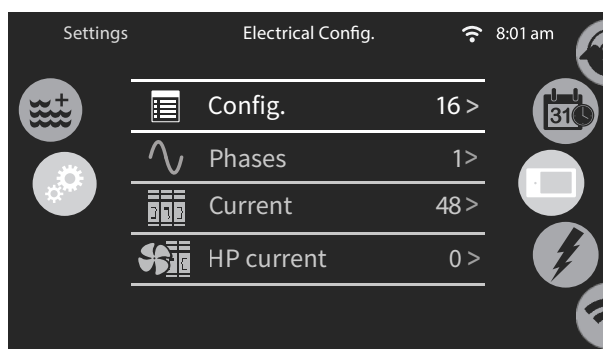 Settings Electrical Config. 8:01 am
Config. 16 >
31
Phases 1>
Current 48 >
HP current 0 >